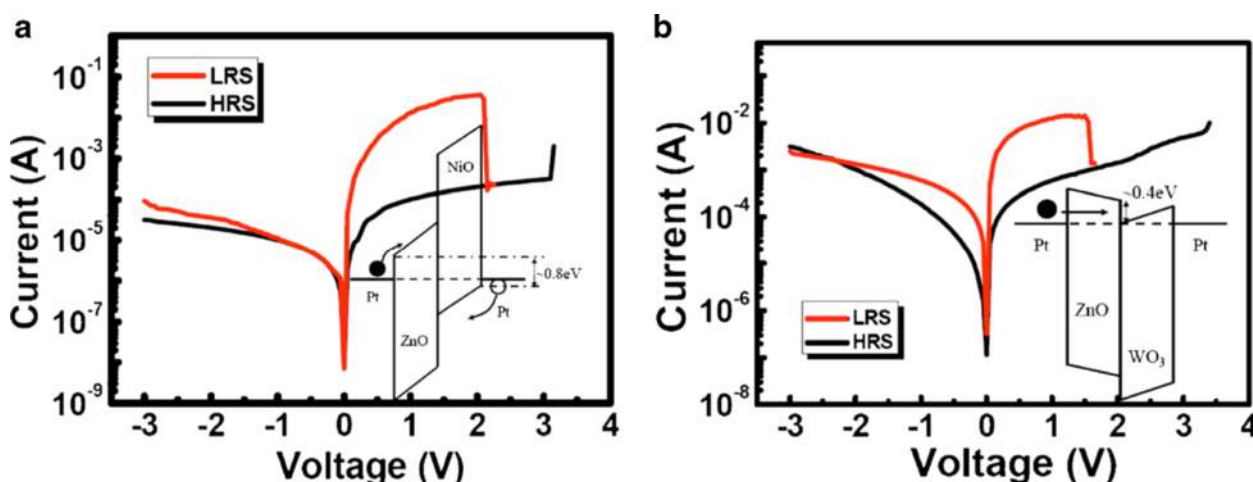 a
10⁻¹
10⁻³
10⁻⁵
10⁻⁷
10⁻⁹
Current (A)
LRS
HRS
NiO
~0.8eV
Pt
Pt
ZnO
-3 -2 -1 0 1 2 3 4
Voltage (V)
b
10⁻²
10⁻⁴
10⁻⁶
10⁻⁸
Current (A)
~0.4eV
Pt
Pt
ZnO
WO₃
LRS
HRS
-3 -2 -1 0 1 2 3 4
Voltage (V)